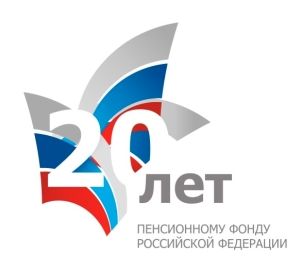 20 лет
ПЕНСИОННОМУ ФОНДУ
РОССИЙСКОЙ ФЕДЕРАЦИИ